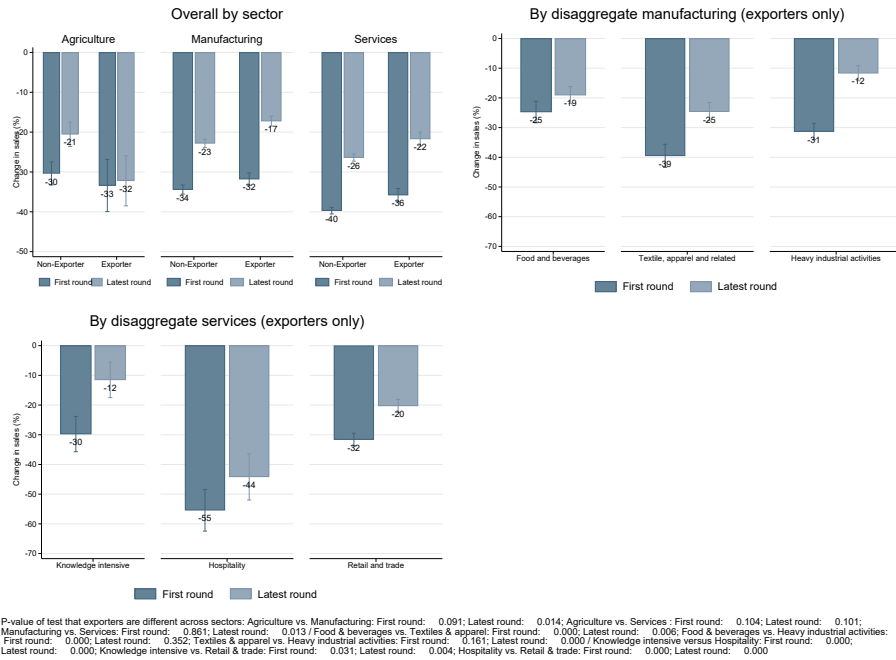 Overall by sector
Agriculture
Manufacturing
Services
Change in sales (%)
0
-10
-20
-30
-40
-50
-30
-21
-33
-32
-34
-23
-32
-17
-40
-26
-36
-22
Non-Exporter
Exporter
Non-Exporter
Exporter
Non-Exporter
Exporter
First round
Latest round
First round
Latest round
First round
Latest round
By disaggregate manufacturing (exporters only)
Change in sales (%)
0
-10
-20
-30
-40
-50
-60
-70
-25
-19
-39
-25
-31
-12
Food and beverages
Textile, apparel and related
Heavy industrial activities
First round
Latest round
By disaggregate services (exporters only)
Change in sales (%)
0
-10
-20
-30
-40
-50
-60
-70
-30
-12
-55
-44
-32
-20
Knowledge intensive
Hospitality
Retail and trade
First round
Latest round
P-value of test that exporters are different across sectors: Agriculture vs. Manufacturing: First round: 0.091; Latest round: 0.014; Agriculture vs. Services : First round: 0.104; Latest round: 0.101;
Manufacturing vs. Services: First round: 0.861; Latest round: 0.013 / Food & beverages vs. Textiles & apparel: First round: 0.000; Latest round: 0.006; Food & beverages vs. Heavy industrial activities:
First round: 0.000; Latest round: 0.352; Textiles & apparel vs. Heavy industrial activities: First round: 0.161; Latest round: 0.000 / Knowledge intensive versus Hospitality: First round: 0.000;
Latest round: 0.000; Knowledge intensive vs. Retail & trade: First round: 0.031; Latest round: 0.004; Hospitality vs. Retail & trade: First round: 0.000; Latest round: 0.000